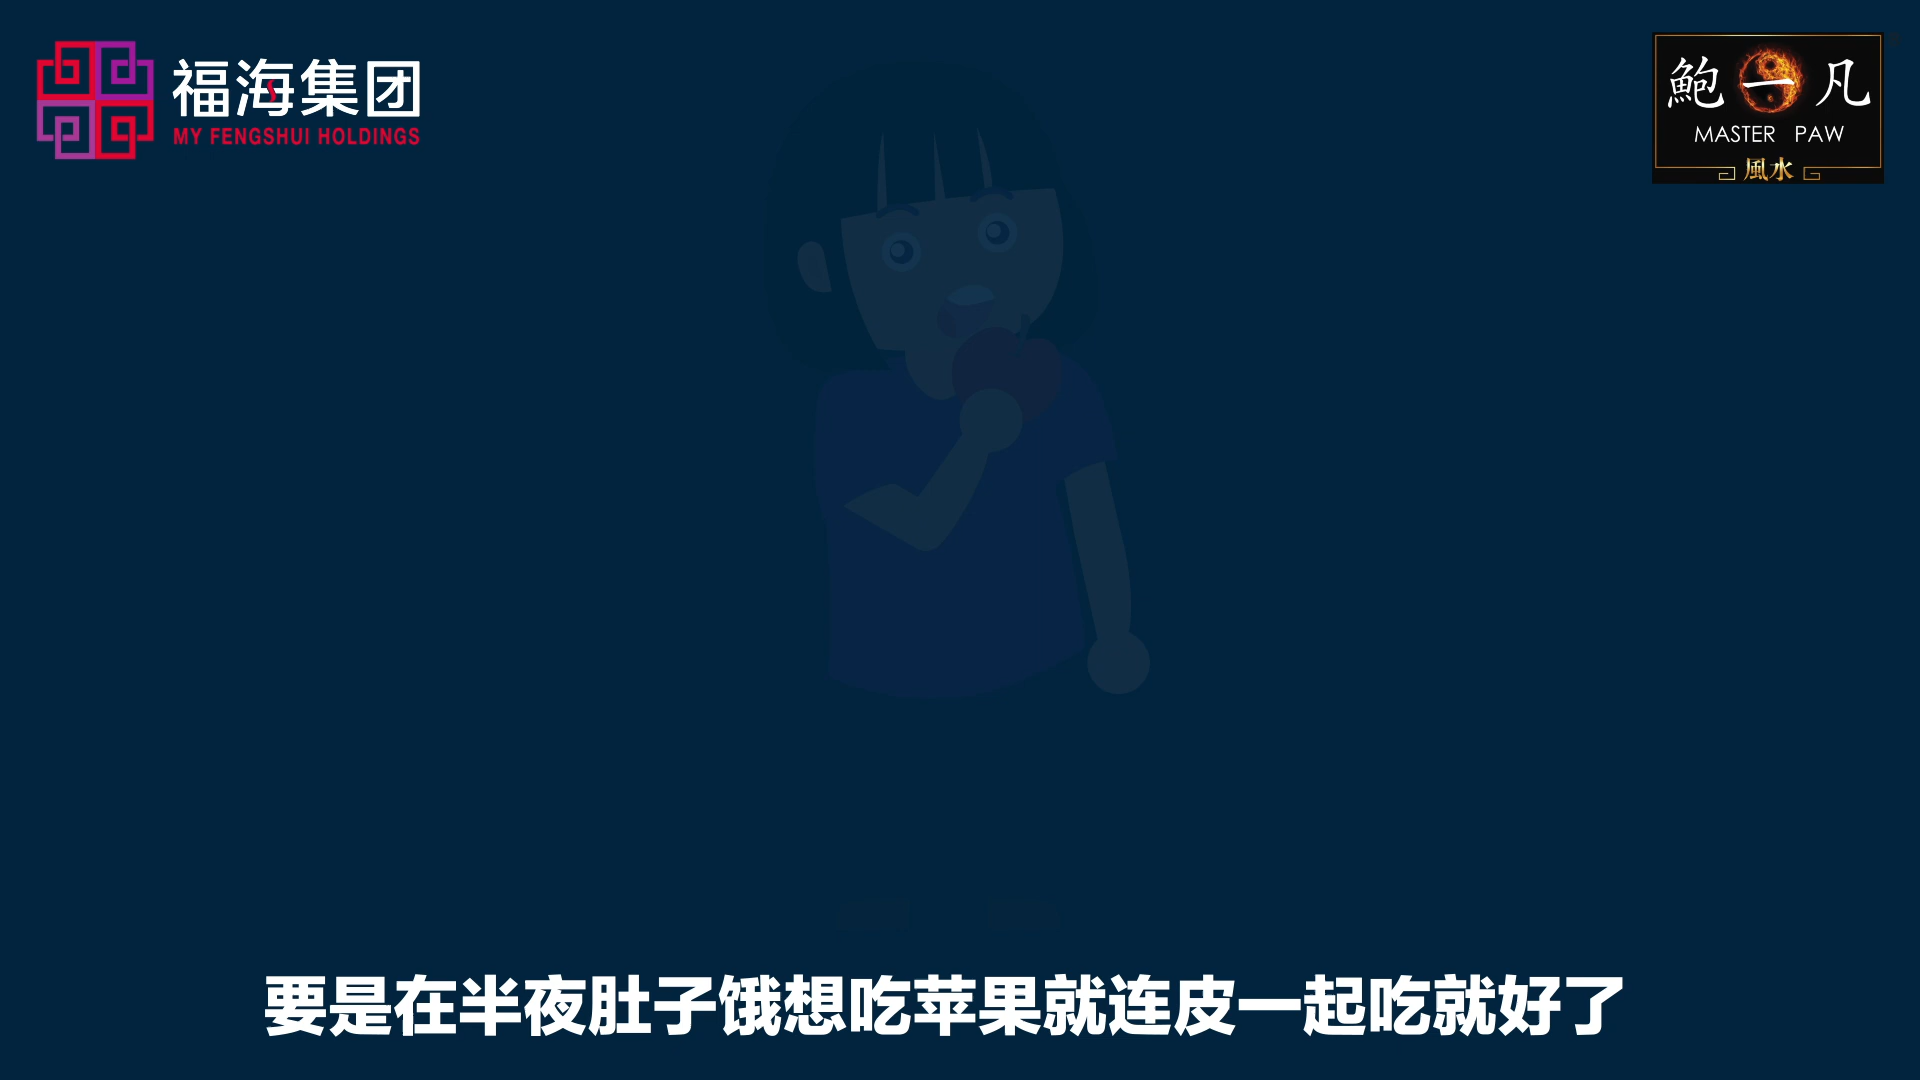 福海集团
MY FENGSHUI HOLDINGS
鮑一凡
MASTER PAW
風水
要是在半夜肚子饿想吃苹果就连皮一起吃就好了